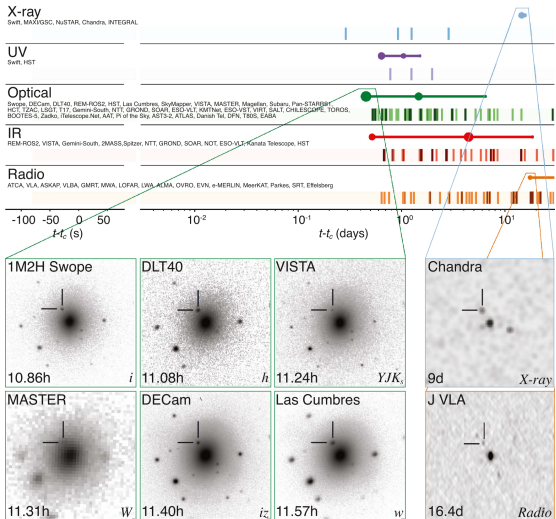 X-ray
Swift, MAXI/GSC, NuSTAR, Chandra, INTEGRAL
UV
Swift, HST
Optical
Swope, DECam, DLT40, REM-ROS2, HST, Las Cumbres, SkyMapper, VISTA, MASTER, Magellan, Subaru, Pan-STARRS1,
HCT, TZAC, LSGT, T17, Gemini-South, NTT, GROND, SOAR, ESO-VLT, KMTNet, ESO-VST, VIRT, SALT, CHILESCOPE, TOROS,
BOOTES-5, Zadko, iTelescope.Net, AAT, Pi of the Sky, AST3-2, ATLAS, Danish Tel, DFN, T80S, EABA
IR
REM-ROS2, VISTA, Gemini-South, 2MASS,Spitzer, NTT, GROND, SOAR, NOT, ESO-VLT, Kanata Telescope, HST
Radio
ATCA, VLA, ASKAP, VLBA, GMRT, MWA, LOFAR, LWA, ALMA, OVRO, EVN, e-MERLIN, MeerKAT, Parkes, SRT, Effelsberg
-100 -50 0 50 10-2 10-1 100 101
t-tc (s) t-tc (days)
1M2H Swope DLT40 VISTA Chandra
10.86h i 11.08h h 11.24h YJKs 9d X-ray
MASTER DECam Las Cumbres J VLA
11.31h W 11.40h iz 11.57h w 16.4d Radio